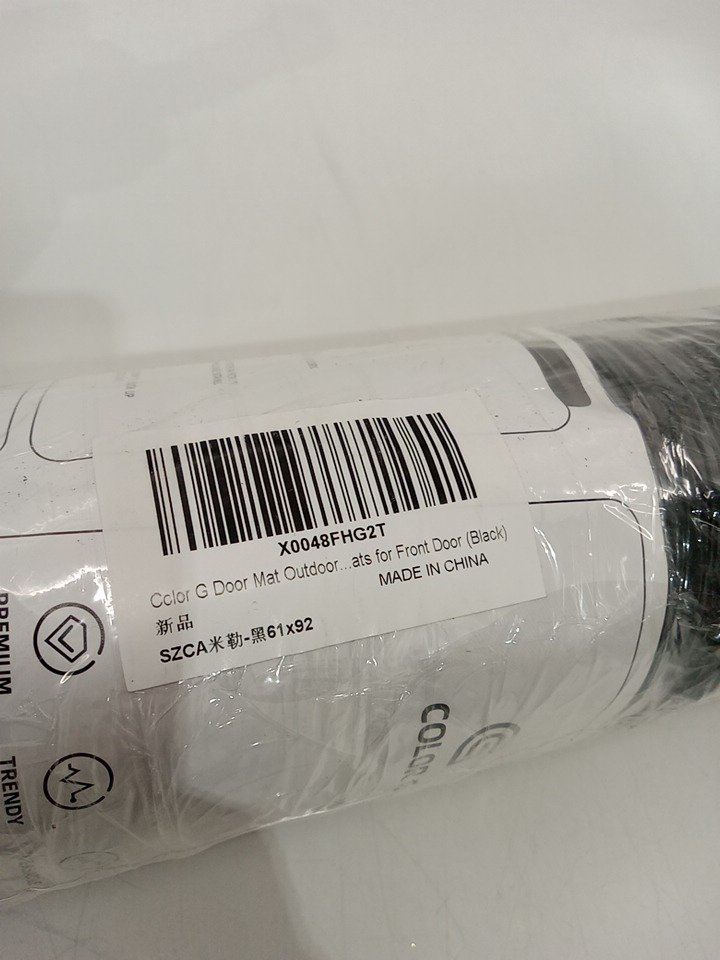 X0048FHG2T
Color G Door Mat Outdoor...ats for Front Door (Black)
MADE IN CHINA
新品
SZCA米勒-黑61x92
PREMIUM
TRENDY
COLOR